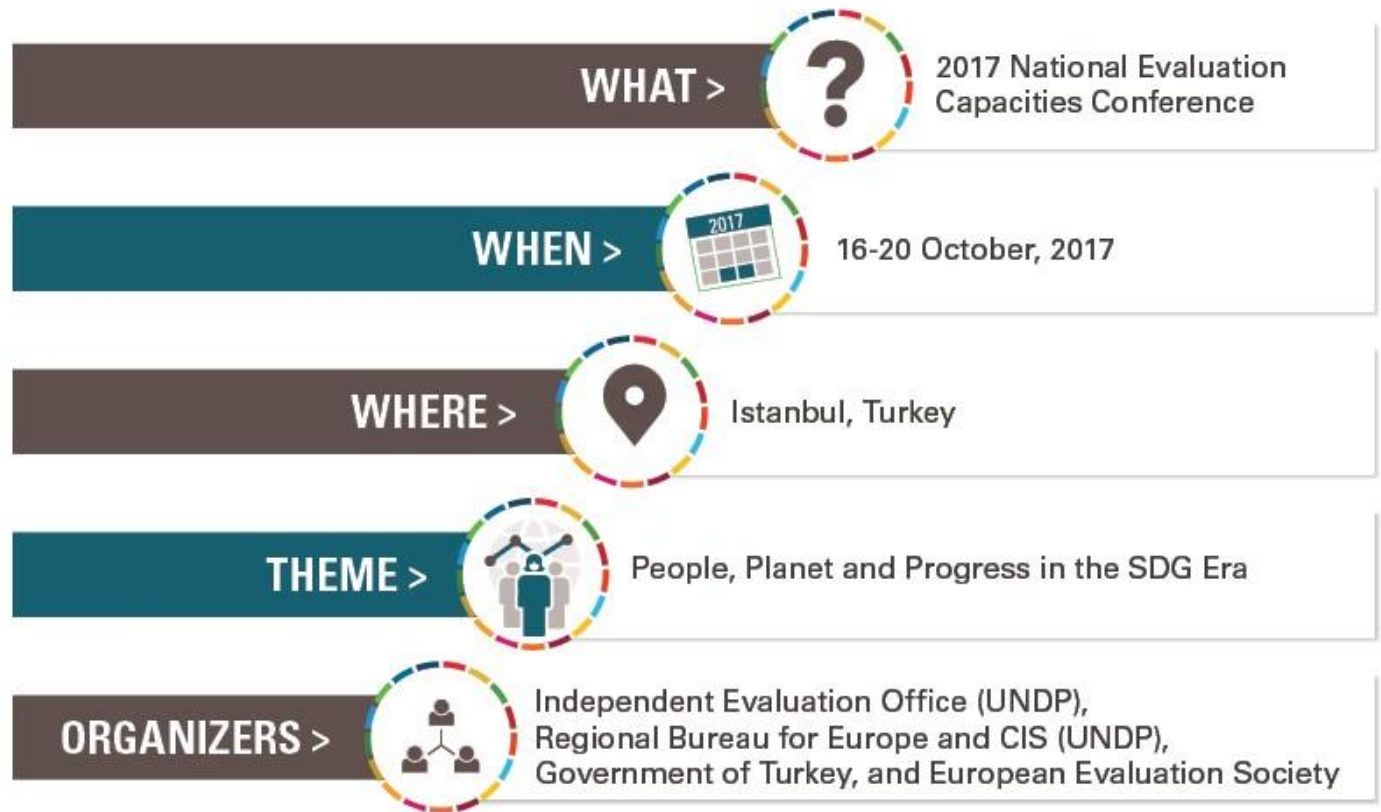 WHAT >
2017 National Evaluation
Capacities Conference
WHEN >
2017
16-20 October, 2017
WHERE >
Istanbul, Turkey
THEME >
People, Planet and Progress in the SDG Era
ORGANIZERS >
Independent Evaluation Office (UNDP),
Regional Bureau for Europe and CIS (UNDP),
Government of Turkey, and European Evaluation Society